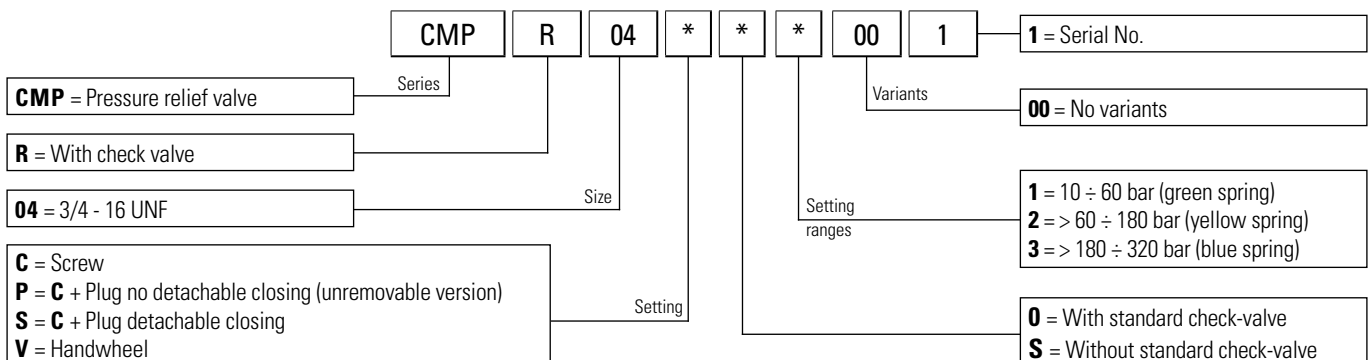 CMP R 04 * * * 00 1
1 = Serial No.
Series
Variants
CMP = Pressure relief valve
00 = No variants
R = With check valve
04 = 3/4 - 16 UNF
Size
Setting
ranges
1 = 10 ÷ 60 bar (green spring)
2 = > 60 ÷ 180 bar (yellow spring)
3 = > 180 ÷ 320 bar (blue spring)
C = Screw
P = C + Plug no detachable closing (unremovable version)
S = C + Plug detachable closing
V = Handwheel
Setting
0 = With standard check-valve
S = Without standard check-valve